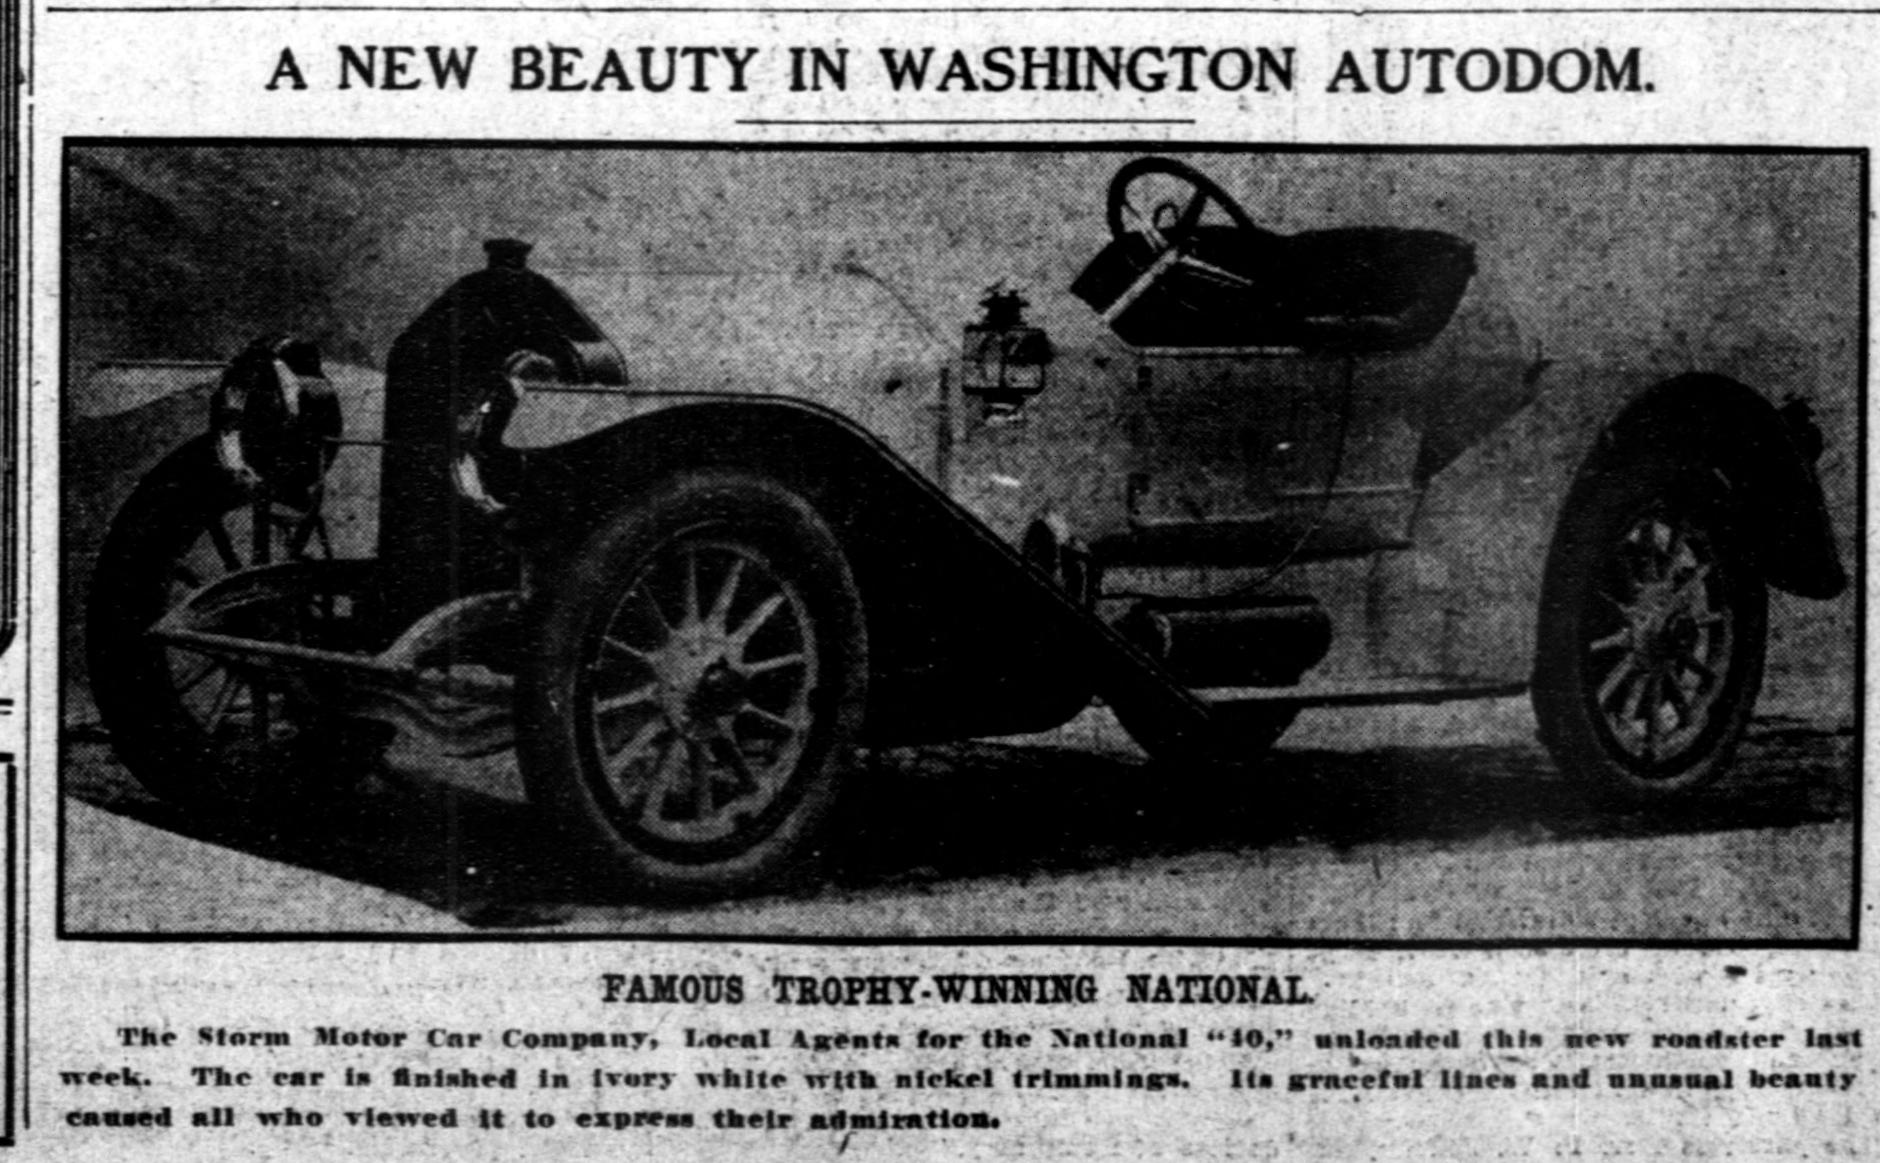 A NEW BEAUTY IN WASHINGTON AUTODOM.
FAMOUS TROPHY-WINNING NATIONAL.
The Storm Motor Car Company, Local Agents for the National "40," unloaded this new roadster last
week. The car is finished in ivory white with nickel trimmings. Its graceful lines and unusual beauty
caused all who viewed it to express their admiration.